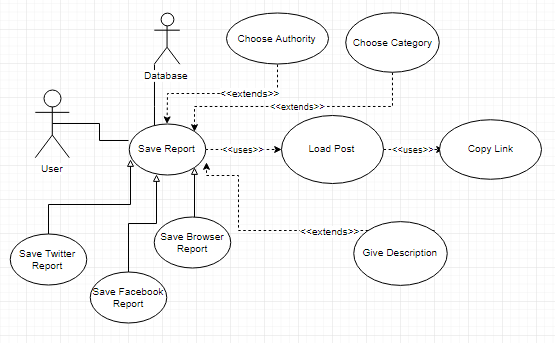 Choose Authority
Choose Category
Database
<<extends>>
<<extends>>
User
Save Report
<<uses>>
Load Post
<<uses>>
Copy Link
<<extends>>
Save Browser
Report
Give Description
Save Twitter
Report
Save Facebook
Report